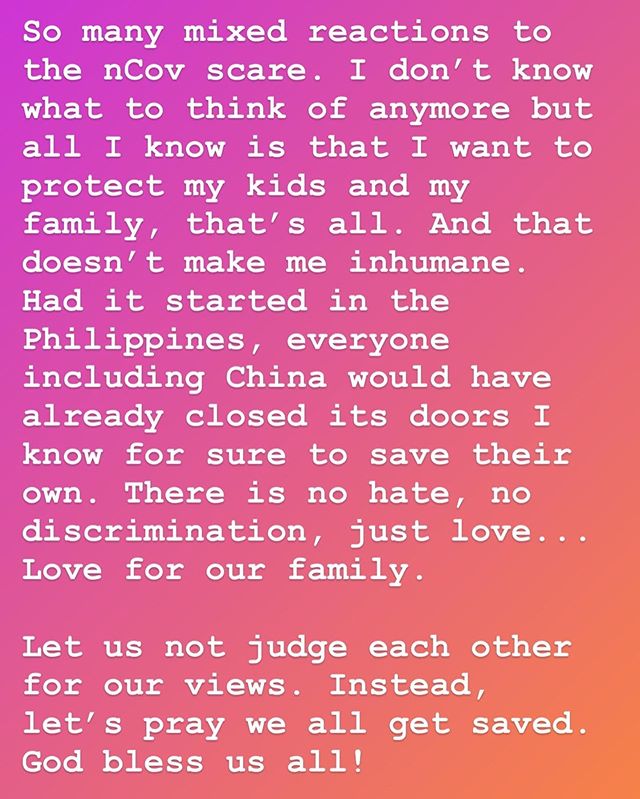 So many mixed reactions to
the nCov scare. I don’t know
what to think of anymore but
all I know is that I want to
protect my kids and my
family, that’s all. And that
doesn’t make me inhumane.
Had it started in the
Philippines, everyone
including China would have
already closed its doors I
know for sure to save their
own. There is no hate, no
discrimination, just love...
Love for our family.

Let us not judge each other
for our views. Instead,
let’s pray we all get saved.
God bless us all!